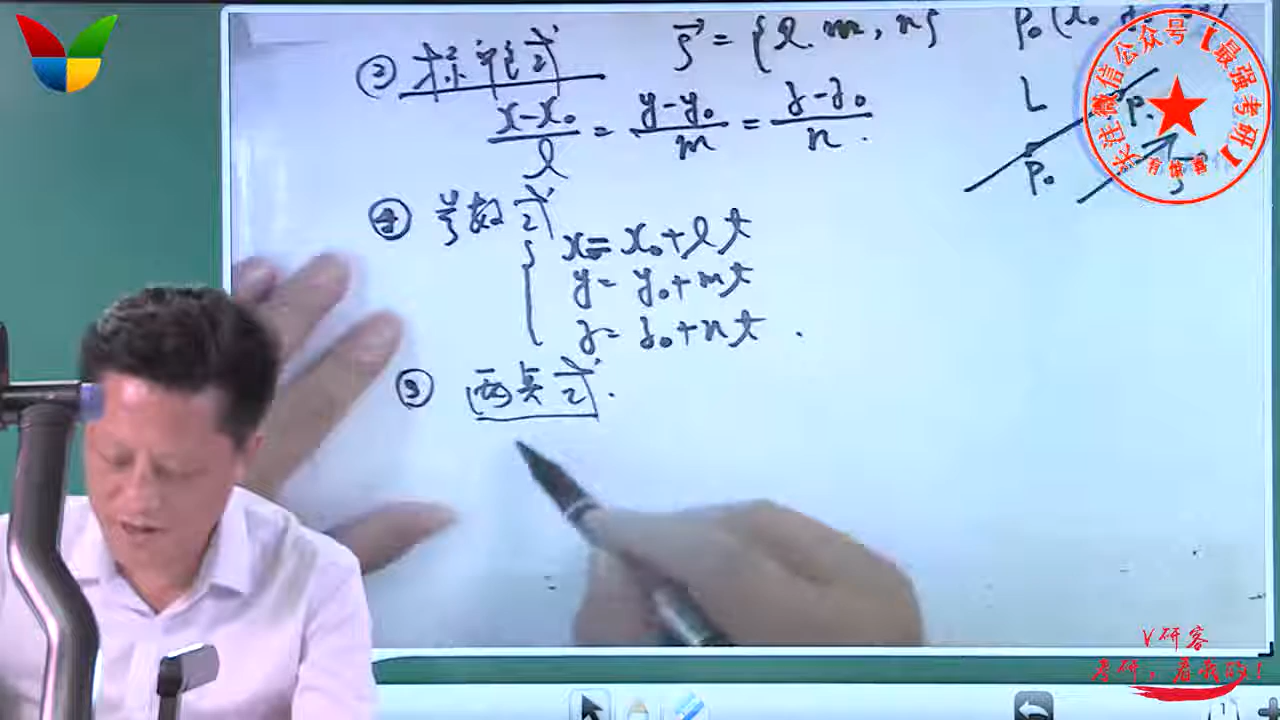 ② 标准式 s⃗ = {l, m, n} P₀(x₀
(x-x₀)/l = (y-y₀)/m = (z-z₀)/n .
L
P₀
④ 参数式
x = x₀+lt
y = y₀+mt
z = z₀+nt .
③ 两点式.
关注微信公众号【最强考研】
V研客
考研,看我的!